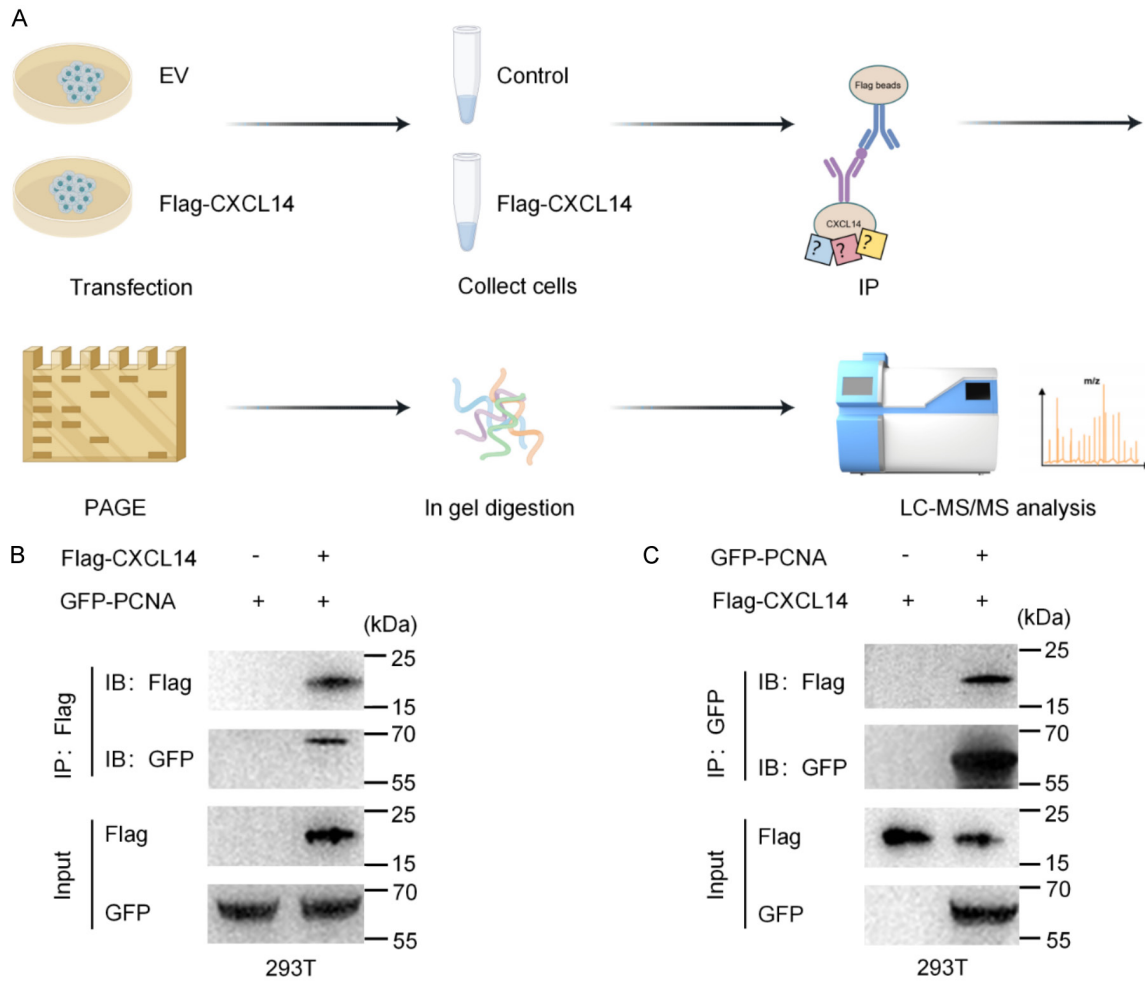 A
EV
Control
Flag beads
Flag-CXCL14
Flag-CXCL14
CXCL14
? ? ?
Transfection
Collect cells
IP
m/z
PAGE
In gel digestion
LC-MS/MS analysis
B
Flag-CXCL14 - +
GFP-PCNA + +
(kDa)
IP: Flag
IB: Flag
25
15
IB: GFP
70
55
Input
Flag
25
15
GFP
70
55
293T
C
GFP-PCNA - +
Flag-CXCL14 + +
(kDa)
IP: GFP
IB: Flag
25
15
IB: GFP
70
55
Input
Flag
25
15
GFP
70
55
293T